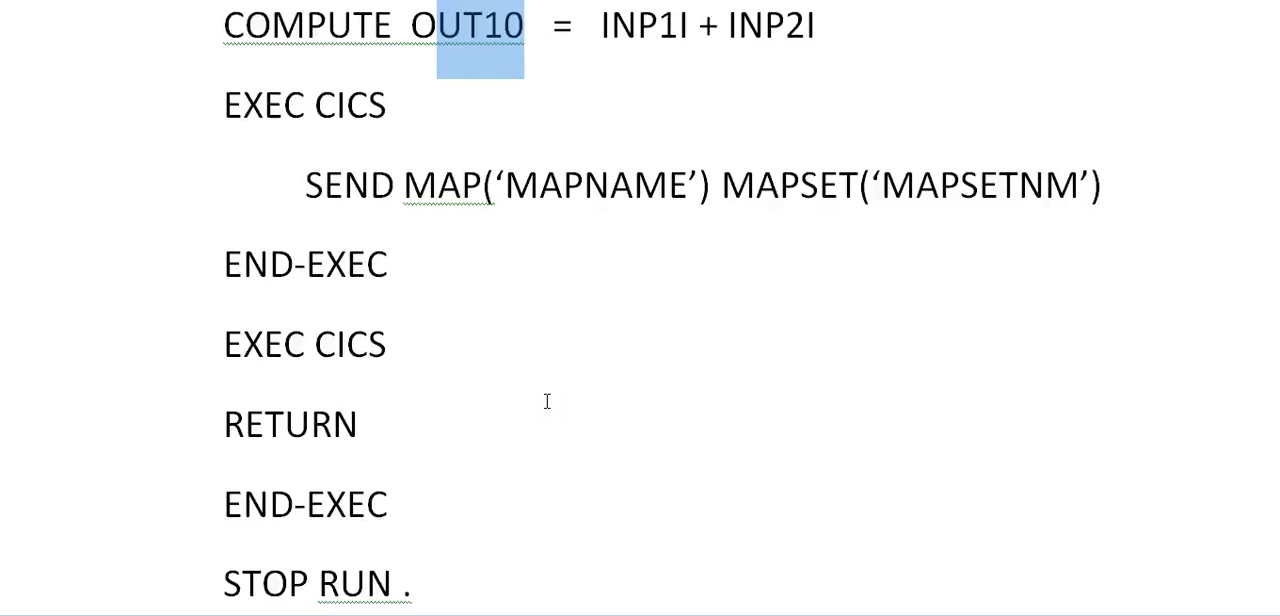 COMPUTE OUT10 = INP1I + INP2I
EXEC CICS
SEND MAP(‘MAPNAME’) MAPSET(‘MAPSETNM’)
END-EXEC
EXEC CICS
RETURN
END-EXEC
STOP RUN .